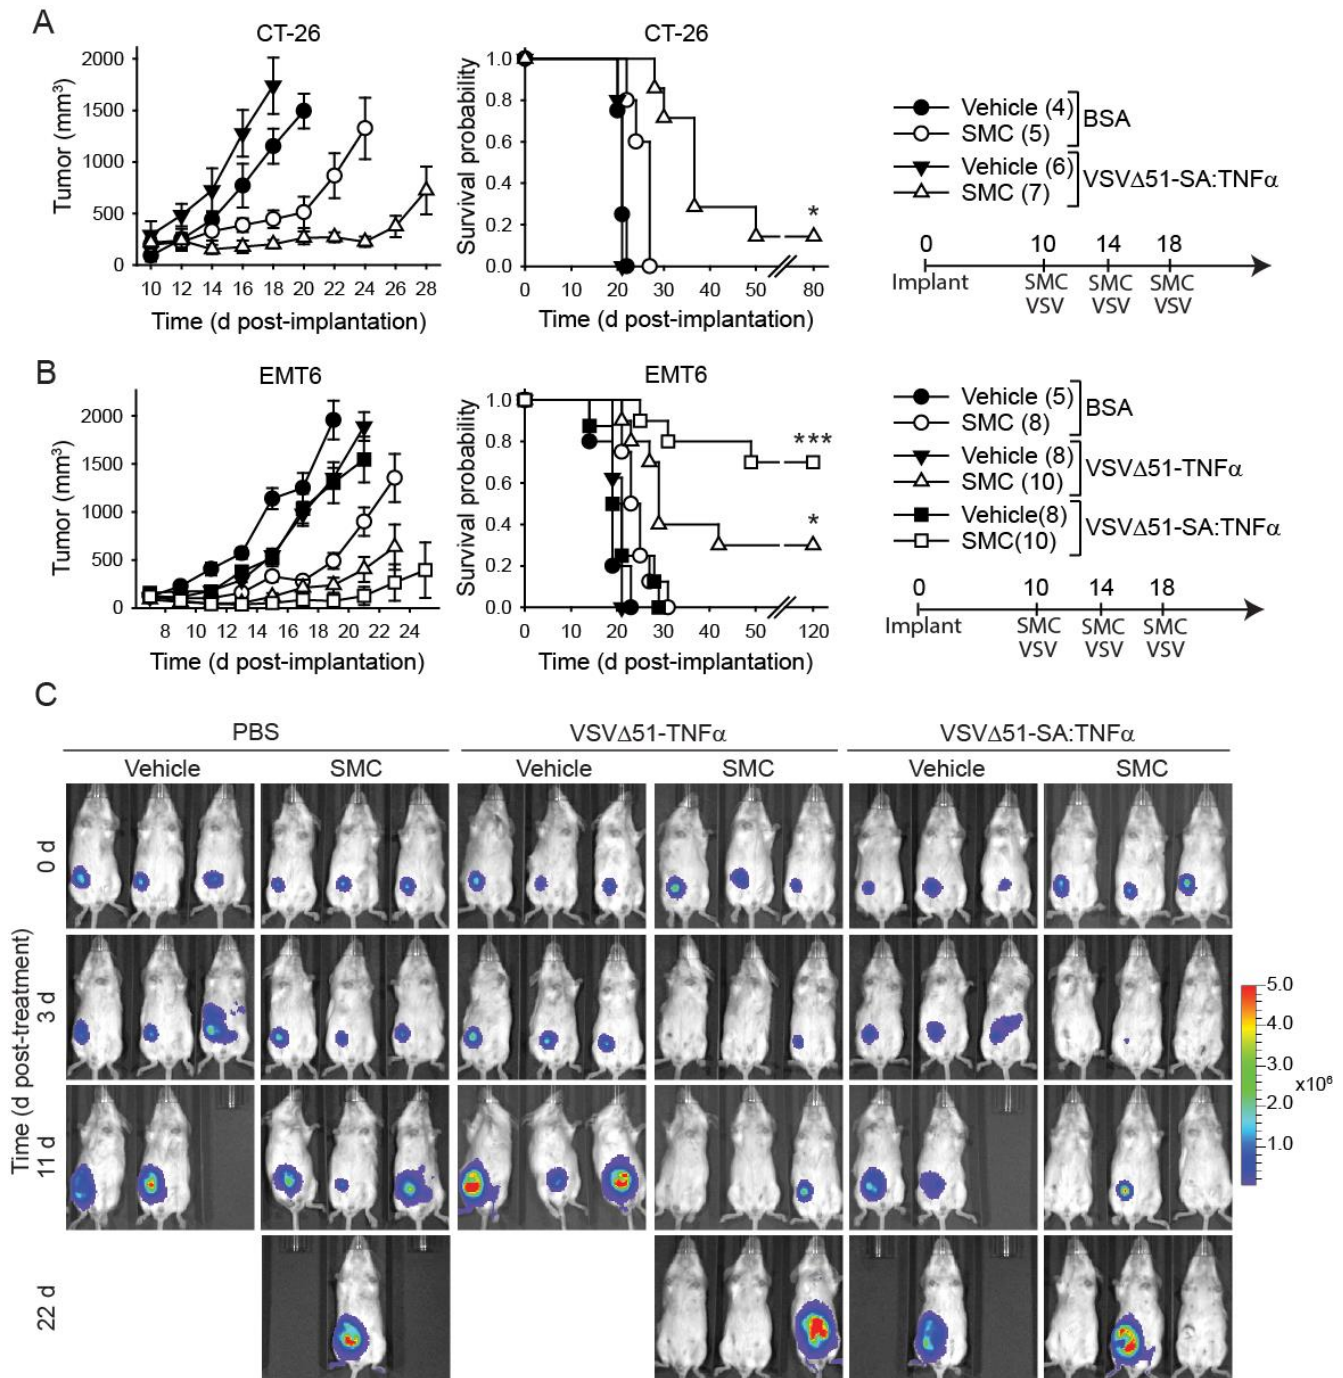 A
CT-26
Tumor (mm³)
2000
1500
1000
500
0
10 12 14 16 18 20 22 24 26 28
Time (d post-implantation)
CT-26
Survival probability
1.0
0.8
0.6
0.4
0.2
0.0
*
0 10 20 30 40 50 80
Time (d post-implantation)
Vehicle (4)
SMC (5)
BSA
Vehicle (6)
SMC (7)
VSVΔ51-SA:TNFα
0 10 14 18
Implant SMC SMC SMC
VSV VSV VSV
B
EMT6
Tumor (mm³)
2000
1500
1000
500
0
8 10 12 14 16 18 20 22 24
Time (d post-implantation)
EMT6
Survival probability
1.0
0.8
0.6
0.4
0.2
0.0
***
*
0 10 20 30 40 50 120
Time (d post-implantation)
Vehicle (5)
SMC (8)
BSA
Vehicle (8)
SMC (10)
VSVΔ51-TNFα
Vehicle(8)
SMC(10)
VSVΔ51-SA:TNFα
0 10 14 18
Implant SMC SMC SMC
VSV VSV VSV
C
PBS VSVΔ51-TNFα VSVΔ51-SA:TNFα
Vehicle SMC Vehicle SMC Vehicle SMC
Time (d post-treatment)
0 d
3 d
11 d
22 d
5.0
4.0
3.0
2.0
1.0
x10⁶